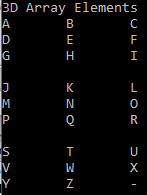 3D Array Elements
A B C
D E F
G H I
J K L
M N O
P Q R
S T U
V W X
Y Z -